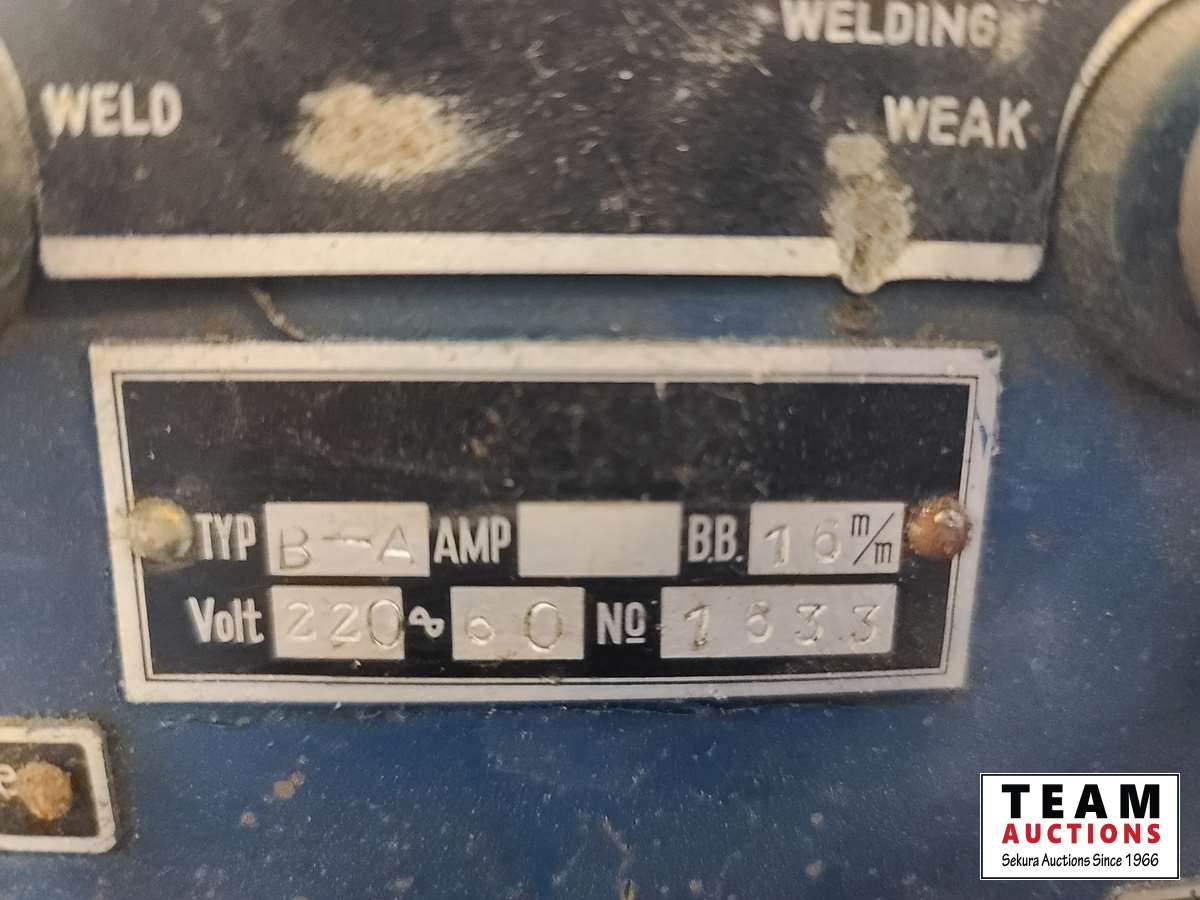 WELDING
WELD
WEAK
TYP B-A AMP B.B. 16 m/m
Volt 220 ∞ 60 No 1633
e
TEAM
AUCTIONS
Sekura Auctions Since 1966